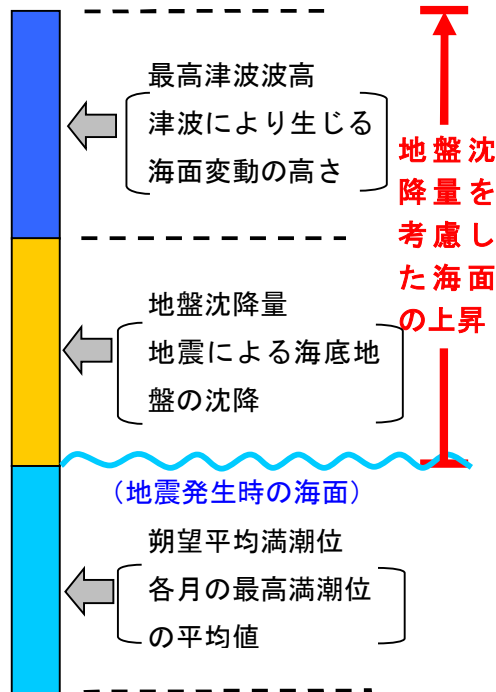 最高津波波高
津波により生じる
海面変動の高さ
地盤沈
降量を
考慮し
た海面
の上昇
地盤沈降量
地震による海底地
盤の沈降
（地震発生時の海面）
朔望平均満潮位
各月の最高満潮位
の平均値